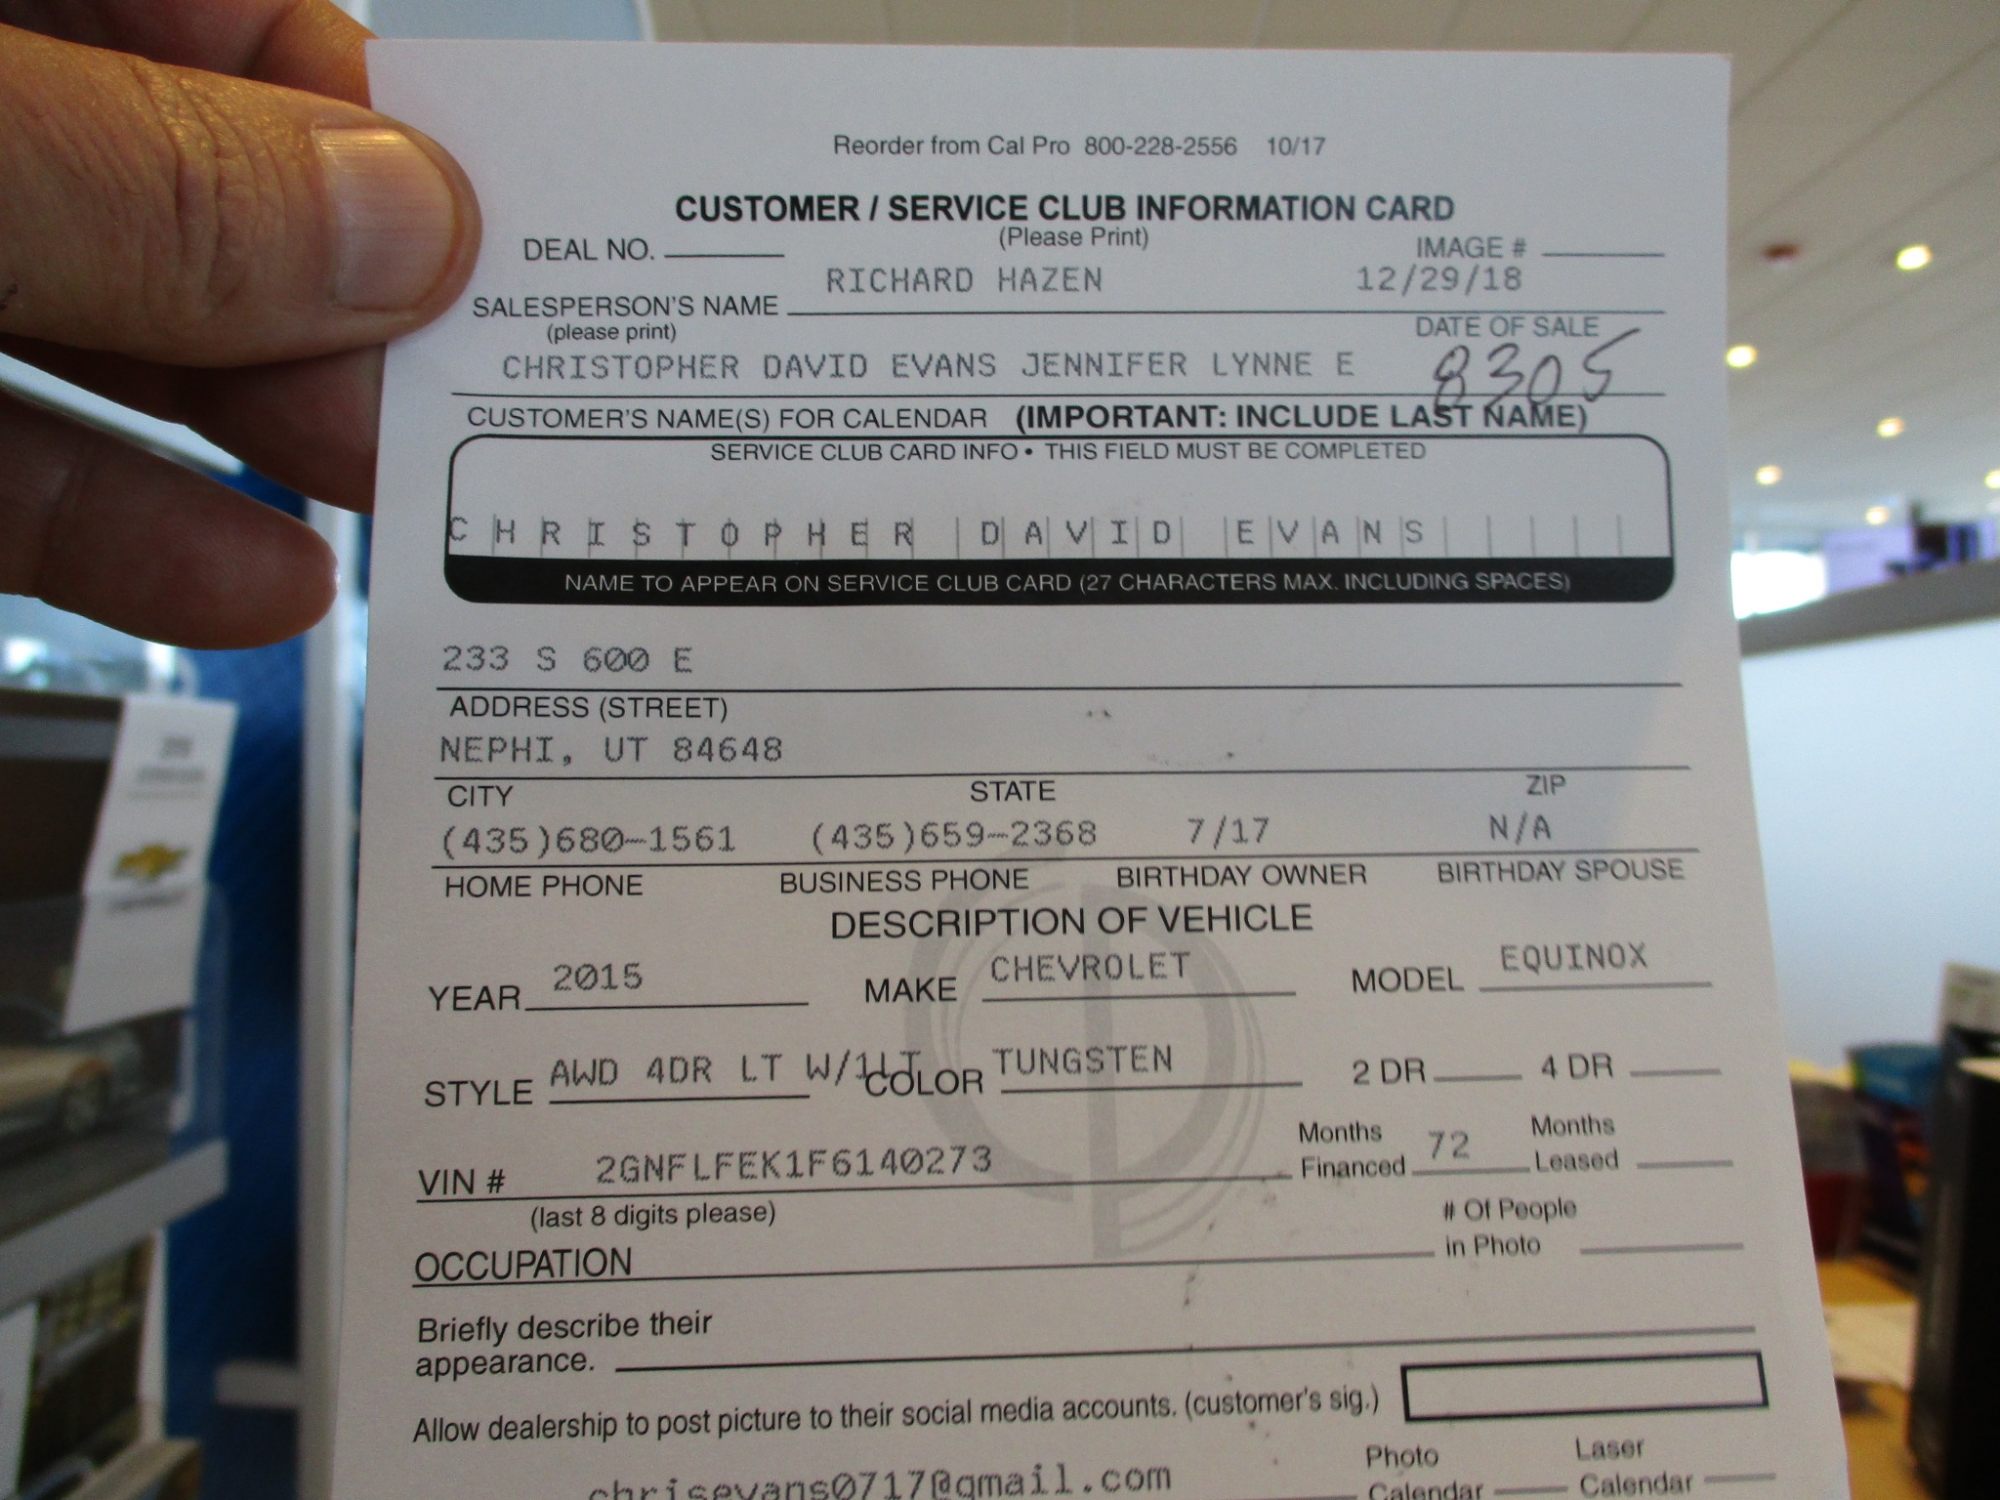 Reorder from Cal Pro 800-228-2556 10/17
CUSTOMER / SERVICE CLUB INFORMATION CARD
(Please Print)
DEAL NO. IMAGE #
RICHARD HAZEN 12/29/18
SALESPERSON'S NAME
(please print) DATE OF SALE
CHRISTOPHER DAVID EVANS JENNIFER LYNNE E 8305
CUSTOMER'S NAME(S) FOR CALENDAR (IMPORTANT: INCLUDE LAST NAME)
SERVICE CLUB CARD INFO • THIS FIELD MUST BE COMPLETED
CHRISTOPHER DAVID EVANS
NAME TO APPEAR ON SERVICE CLUB CARD (27 CHARACTERS MAX. INCLUDING SPACES)
233 S 600 E
ADDRESS (STREET)
NEPHI, UT 84648
CITY STATE ZIP
(435)680-1561 (435)659-2368 7/17 N/A
HOME PHONE BUSINESS PHONE BIRTHDAY OWNER BIRTHDAY SPOUSE
DESCRIPTION OF VEHICLE
YEAR 2015 MAKE CHEVROLET MODEL EQUINOX
STYLE AWD 4DR LT W/1LT COLOR TUNGSTEN 2 DR 4 DR
VIN # 2GNFLFEK1F6140273 Months Financed 72 Months Leased
(last 8 digits please)
OCCUPATION # Of People in Photo
Briefly describe their
appearance.
Allow dealership to post picture to their social media accounts. (customer's sig.)
chrisevans0717@gmail.com Photo Calendar Laser Calendar